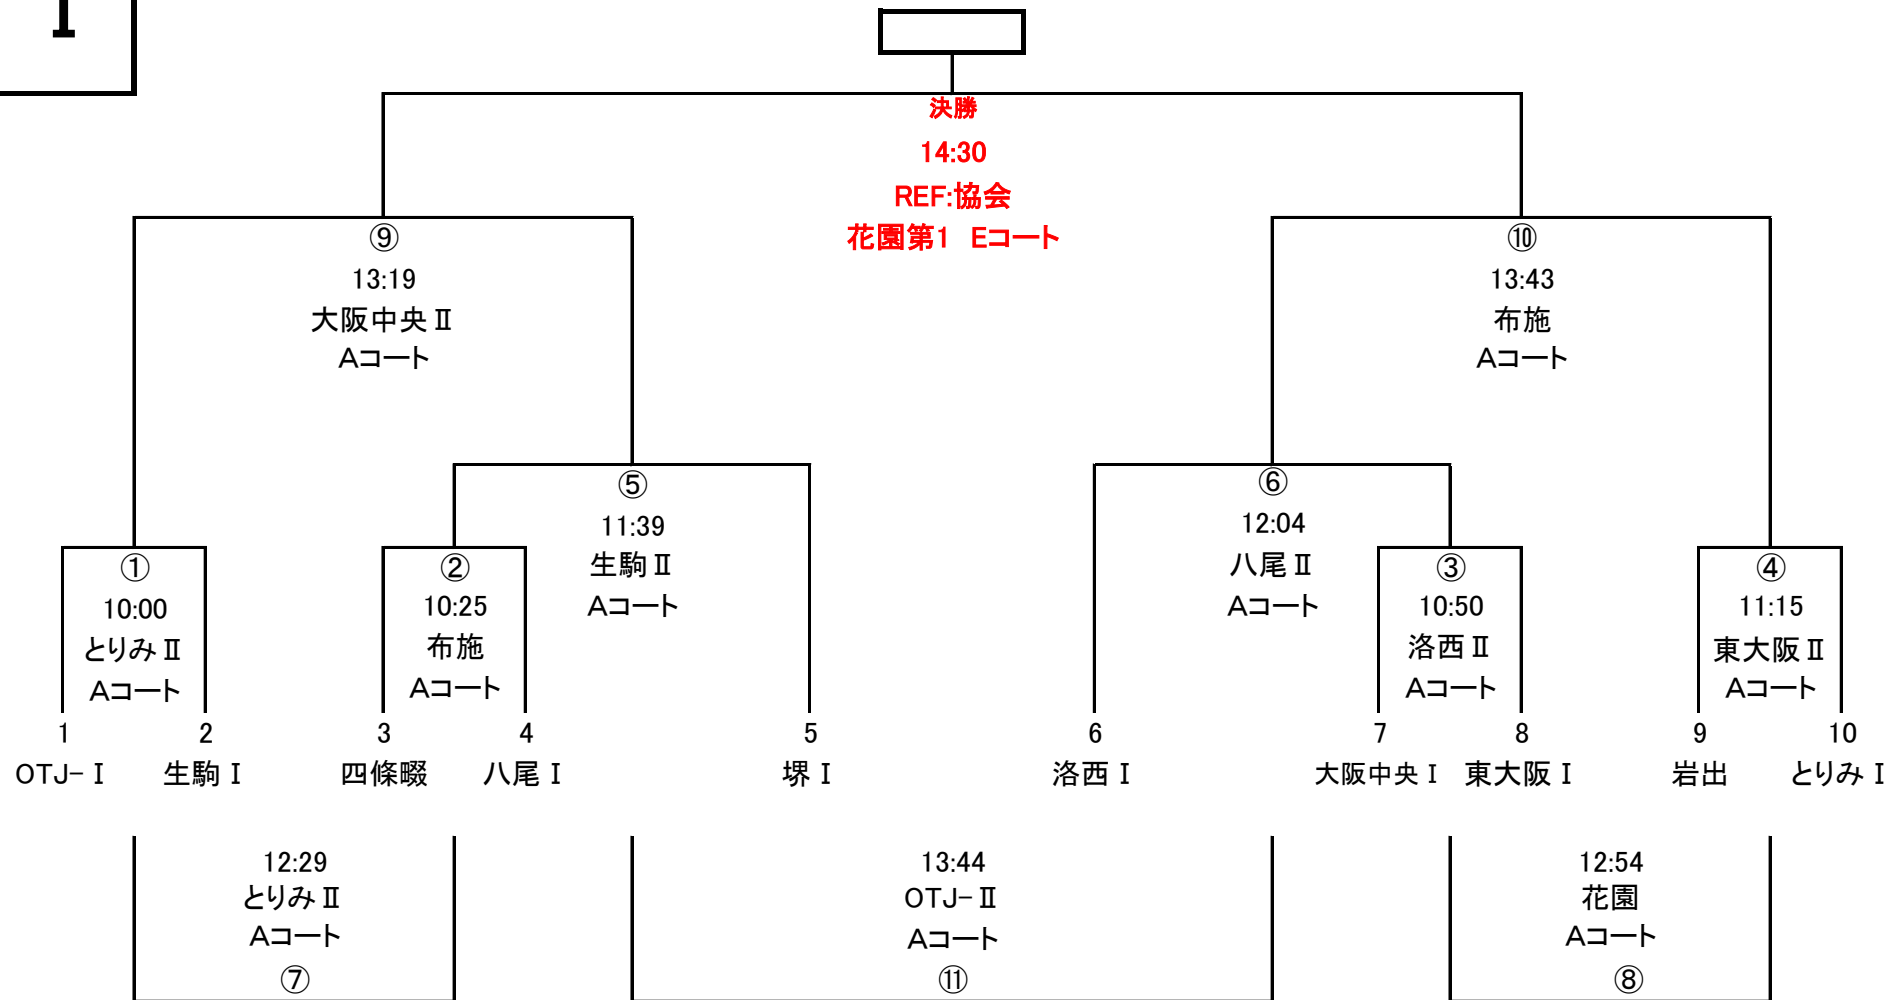 I
決勝
14:30
REF:協会
花園第1 Eコート
⑨
13:19
大阪中央Ⅱ
Aコート
⑩
13:43
布施
Aコート
⑤
11:39
生駒Ⅱ
Aコート
⑥
12:04
八尾Ⅱ
Aコート
①
10:00
とりみⅡ
Aコート
②
10:25
布施
Aコート
③
10:50
洛西Ⅱ
Aコート
④
11:15
東大阪Ⅱ
Aコート
1 2 3 4 5 6 7 8 9 10
OTJ-Ⅰ 生駒Ⅰ 四條畷 八尾Ⅰ 堺Ⅰ 洛西Ⅰ 大阪中央Ⅰ 東大阪Ⅰ 岩出 とりみⅠ
12:29
とりみⅡ
Aコート
⑦
13:44
OTJ-Ⅱ
Aコート
⑪
12:54
花園
Aコート
⑧